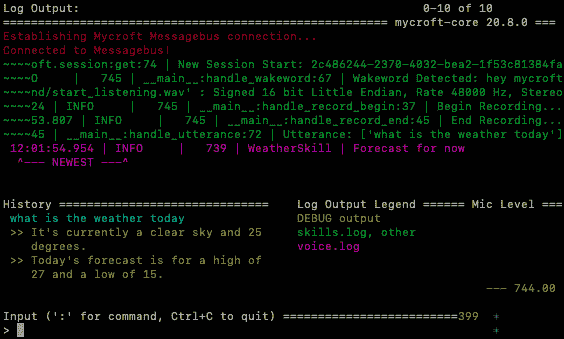 Log Output: 0-10 of 10
=================================================== mycroft-core 20.8.0 ===
Establishing Mycroft Messagebus connection...
Connected to Messagebus!
~~~~oft.session:get:74 | New Session Start: 2c486244-2370-4032-bea2-1f53c81384fa
~~~~O     |   745 | __main__:handle_wakeword:67 | Wakeword Detected: hey mycroft
~~~~nd/start_listening.wav' : Signed 16 bit Little Endian, Rate 48000 Hz, Stereo
~~~~24 | INFO     |   745 | __main__:handle_record_begin:37 | Begin Recording...
~~~~53.807 | INFO     |   745 | __main__:handle_record_end:45 | End Recording...
~~~~45 | __main__:handle_utterance:72 | Utterance: ['what is the weather today']
12:01:54.954 | INFO     |   739 | WeatherSkill | Forecast for now
^--- NEWEST ---^
History ============================== Log Output Legend ====== Mic Level ===
what is the weather today DEBUG output
>> It's currently a clear sky and 25 skills.log, other
degrees. voice.log
>> Today's forecast is for a high of
27 and a low of 15.
--- 744.00
Input (':' for command, Ctrl+C to quit) =========================399 *
> *